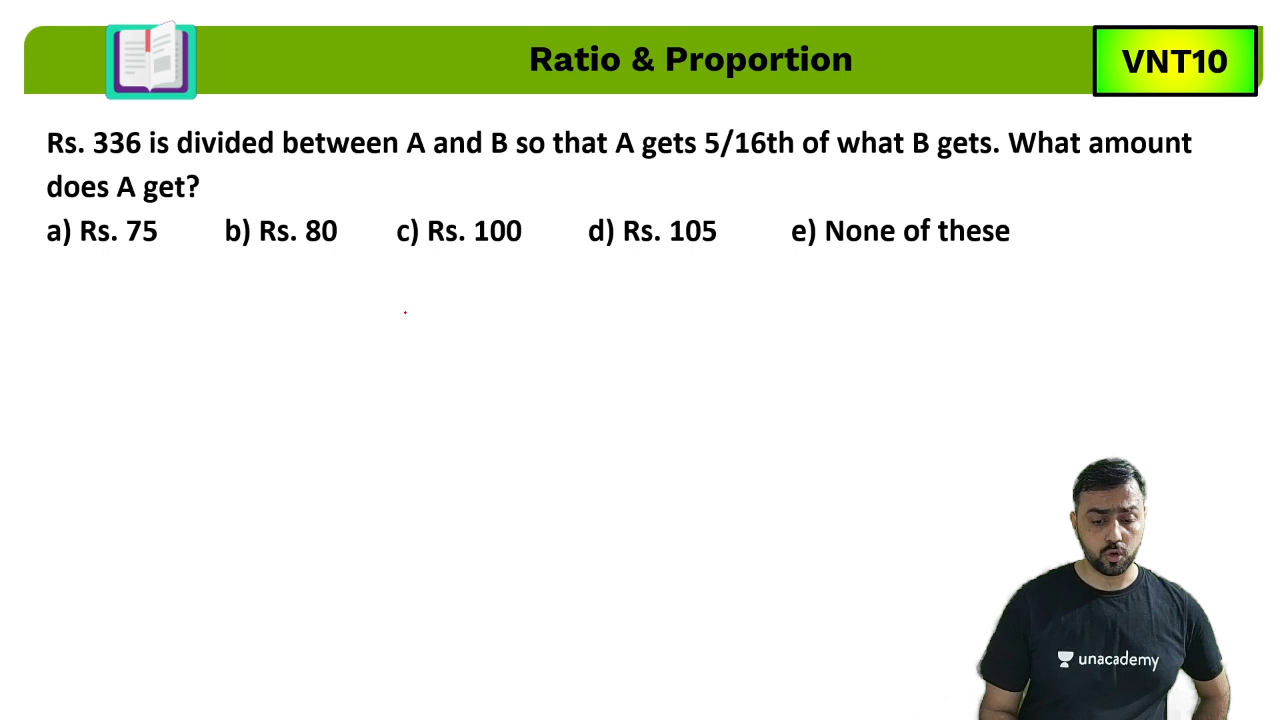 Ratio & Proportion
VNT10
Rs. 336 is divided between A and B so that A gets 5/16th of what B gets. What amount
does A get?
a) Rs. 75 b) Rs. 80 c) Rs. 100 d) Rs. 105 e) None of these
unacademy